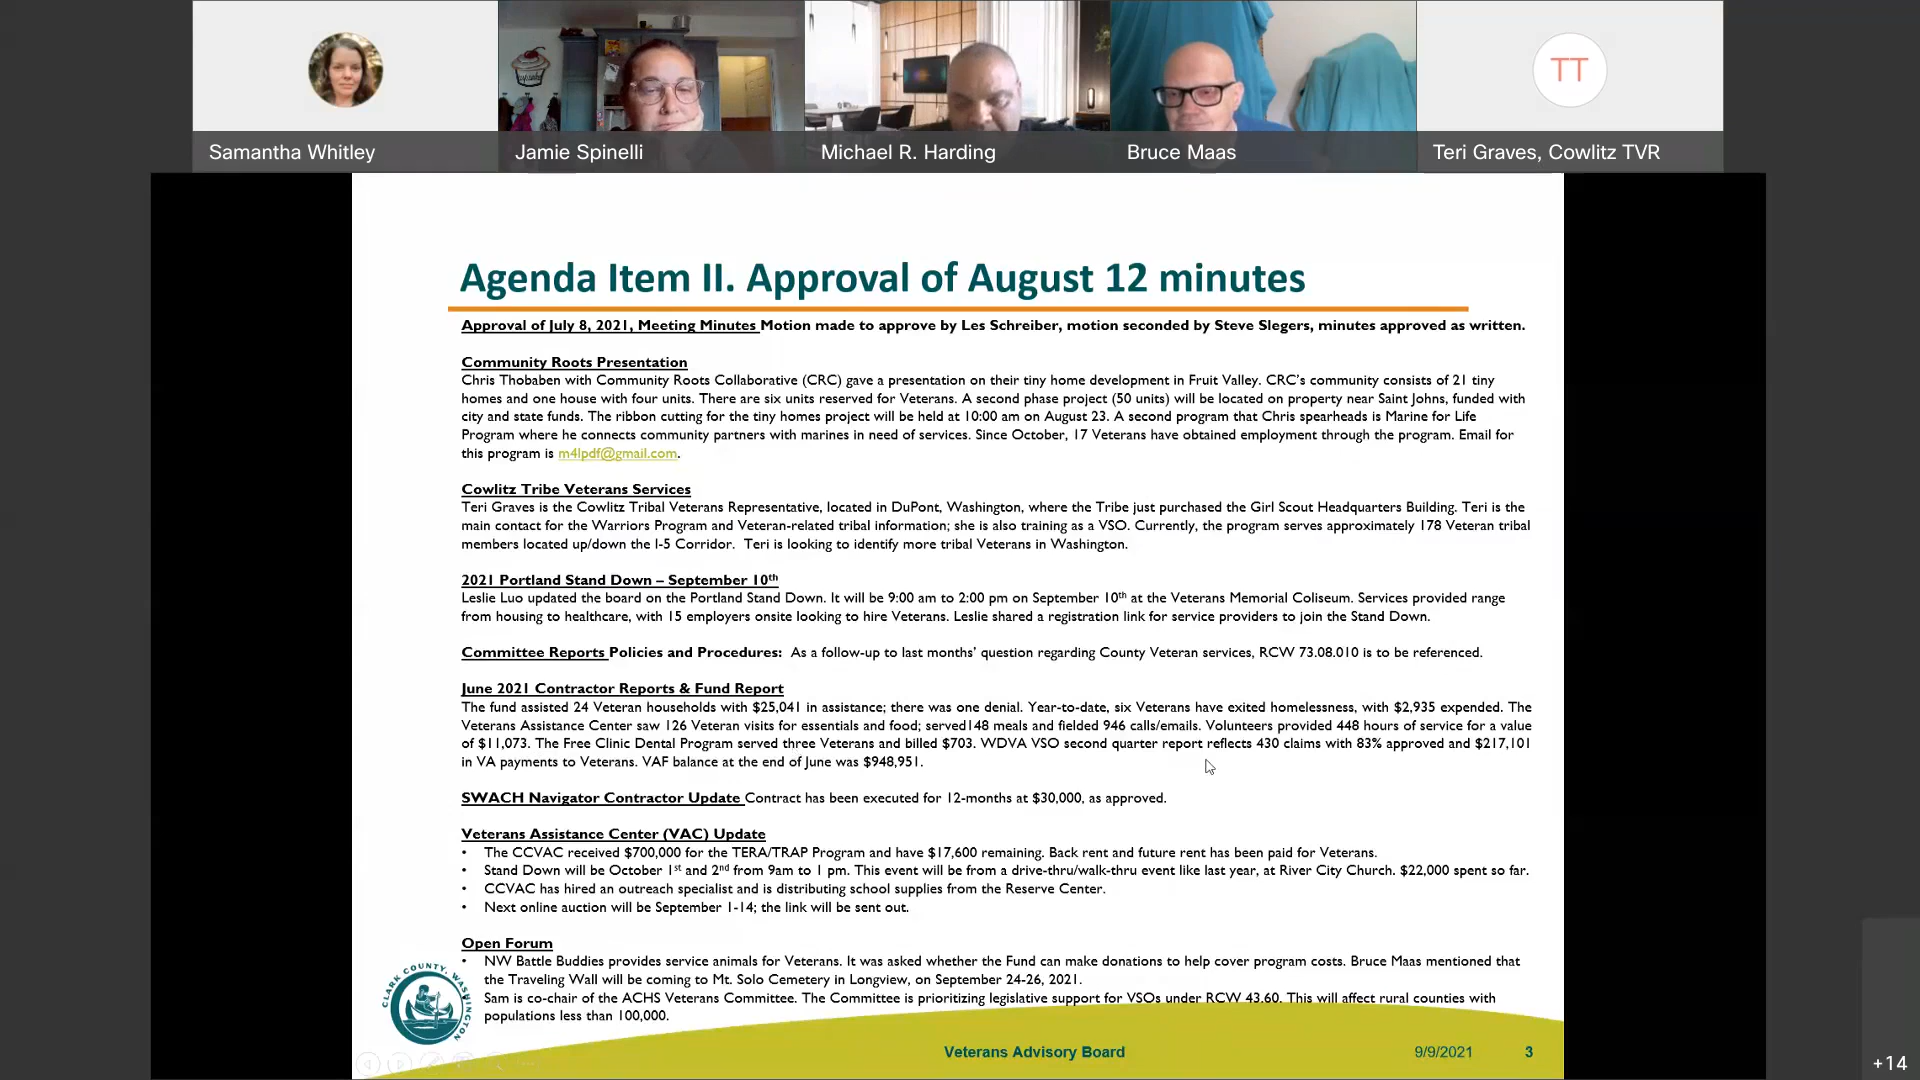 Samantha Whitley
Jamie Spinelli
Michael R. Harding
Bruce Maas
TT
Teri Graves, Cowlitz TVR
Agenda Item II. Approval of August 12 minutes
Approval of July 8, 2021, Meeting Minutes Motion made to approve by Les Schreiber, motion seconded by Steve Slegers, minutes approved as written.
Community Roots Presentation
Chris Thobaben with Community Roots Collaborative (CRC) gave a presentation on their tiny home development in Fruit Valley. CRC's community consists of 21 tiny
homes and one house with four units. There are six units reserved for Veterans. A second phase project (50 units) will be located on property near Saint Johns, funded with
city and state funds. The ribbon cutting for the tiny homes project will be held at 10:00 am on August 23. A second program that Chris spearheads is Marine for Life
Program where he connects community partners with marines in need of services. Since October, 17 Veterans have obtained employment through the program. Email for
this program is m4lpdf@gmail.com.
Cowlitz Tribe Veterans Services
Teri Graves is the Cowlitz Tribal Veterans Representative, located in DuPont, Washington, where the Tribe just purchased the Girl Scout Headquarters Building. Teri is the
main contact for the Warriors Program and Veteran-related tribal information; she is also training as a VSO. Currently, the program serves approximately 178 Veteran tribal
members located up/down the I-5 Corridor. Teri is looking to identify more tribal Veterans in Washington.
2021 Portland Stand Down – September 10th
Leslie Luo updated the board on the Portland Stand Down. It will be 9:00 am to 2:00 pm on September 10th at the Veterans Memorial Coliseum. Services provided range
from housing to healthcare, with 15 employers onsite looking to hire Veterans. Leslie shared a registration link for service providers to join the Stand Down.
Committee Reports Policies and Procedures: As a follow-up to last months' question regarding County Veteran services, RCW 73.08.010 is to be referenced.
June 2021 Contractor Reports & Fund Report
The fund assisted 24 Veteran households with $25,041 in assistance; there was one denial. Year-to-date, six Veterans have exited homelessness, with $2,935 expended. The
Veterans Assistance Center saw 126 Veteran visits for essentials and food; served148 meals and fielded 946 calls/emails. Volunteers provided 448 hours of service for a value
of $11,073. The Free Clinic Dental Program served three Veterans and billed $703. WDVA VSO second quarter report reflects 430 claims with 83% approved and $217,101
in VA payments to Veterans. VAF balance at the end of June was $948,951.
SWACH Navigator Contractor Update Contract has been executed for 12-months at $30,000, as approved.
Veterans Assistance Center (VAC) Update
• The CCVAC received $700,000 for the TERA/TRAP Program and have $17,600 remaining. Back rent and future rent has been paid for Veterans.
• Stand Down will be October 1st and 2nd from 9am to 1 pm. This event will be from a drive-thru/walk-thru event like last year, at River City Church. $22,000 spent so far.
• CCVAC has hired an outreach specialist and is distributing school supplies from the Reserve Center.
• Next online auction will be September 1-14; the link will be sent out.
Open Forum
• NW Battle Buddies provides service animals for Veterans. It was asked whether the Fund can make donations to help cover program costs. Bruce Maas mentioned that
the Traveling Wall will be coming to Mt. Solo Cemetery in Longview, on September 24-26, 2021.
Sam is co-chair of the ACHS Veterans Committee. The Committee is prioritizing legislative support for VSOs under RCW 43.60. This will affect rural counties with
populations less than 100,000.
CLARK COUNTY, WASHINGTON
Veterans Advisory Board
9/9/2021
3
+14